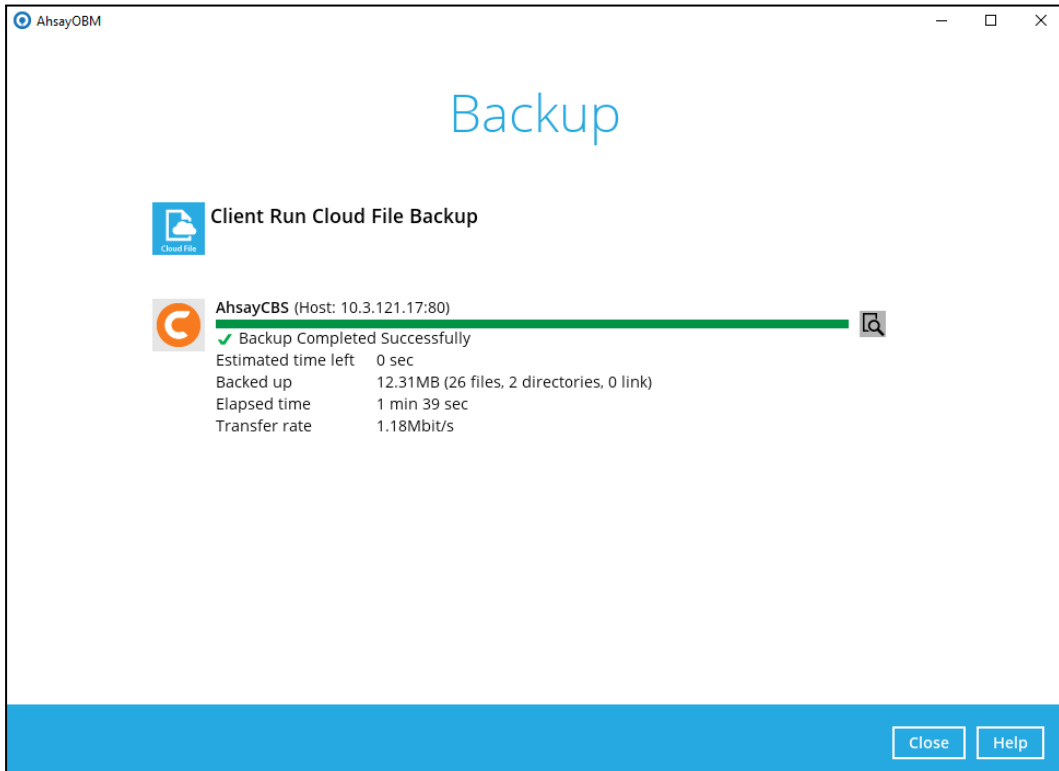 AhsayOBM
Backup
Client Run Cloud File Backup
Cloud File
AhsayCBS (Host: 10.3.121.17:80)
Backup Completed Successfully
Estimated time left 0 sec
Backed up 12.31MB (26 files, 2 directories, 0 link)
Elapsed time 1 min 39 sec
Transfer rate 1.18Mbit/s
Close Help